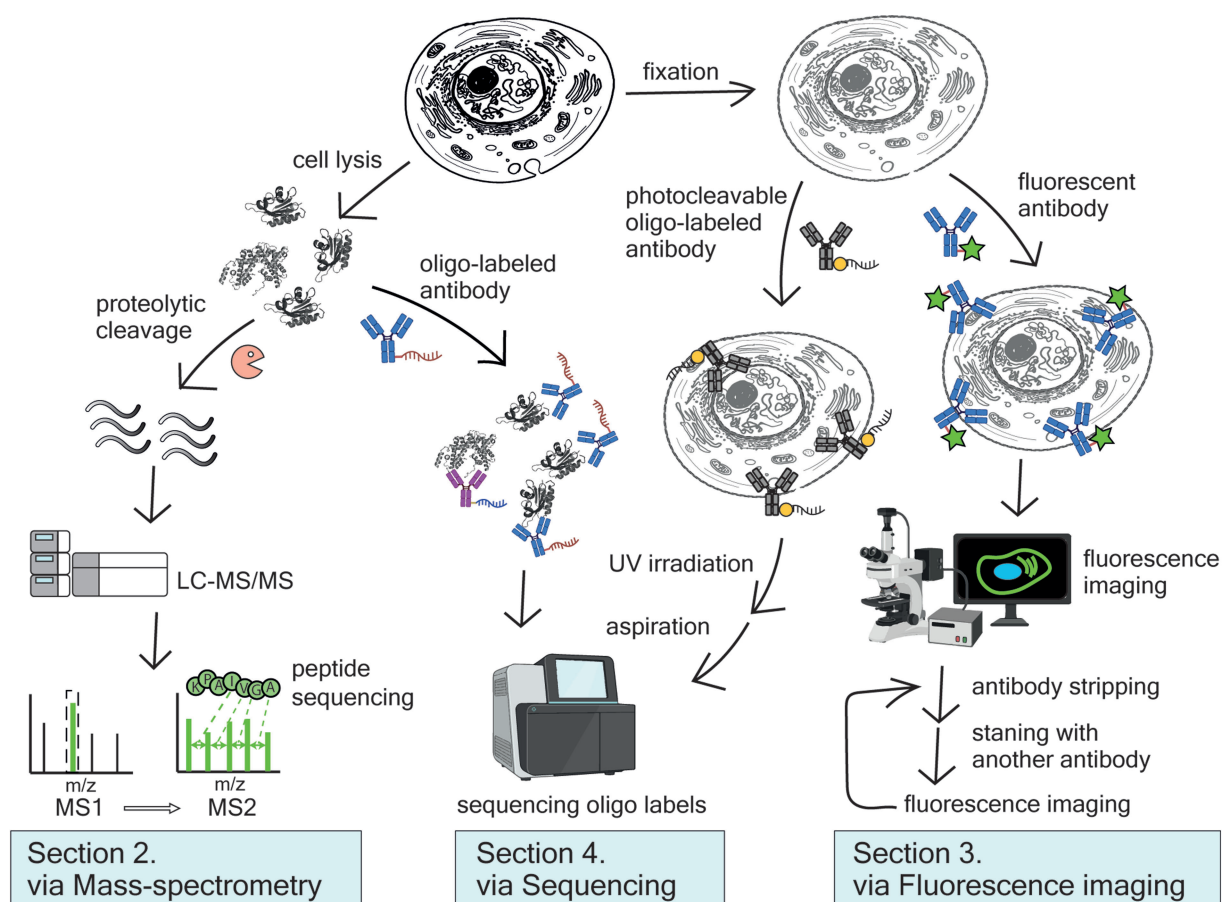 fixation
cell lysis
photocleavable
oligo-labeled
antibody
fluorescent
antibody
oligo-labeled
antibody
proteolytic
cleavage
UV irradiation
fluorescence
imaging
LC-MS/MS
aspiration
peptide
sequencing
K P A I V G A
antibody stripping
staning with
another antibody
m/z
m/z
MS1
MS2
sequencing oligo labels
fluorescence imaging
Section 2.
via Mass-spectrometry
Section 4.
via Sequencing
Section 3.
via Fluorescence imaging